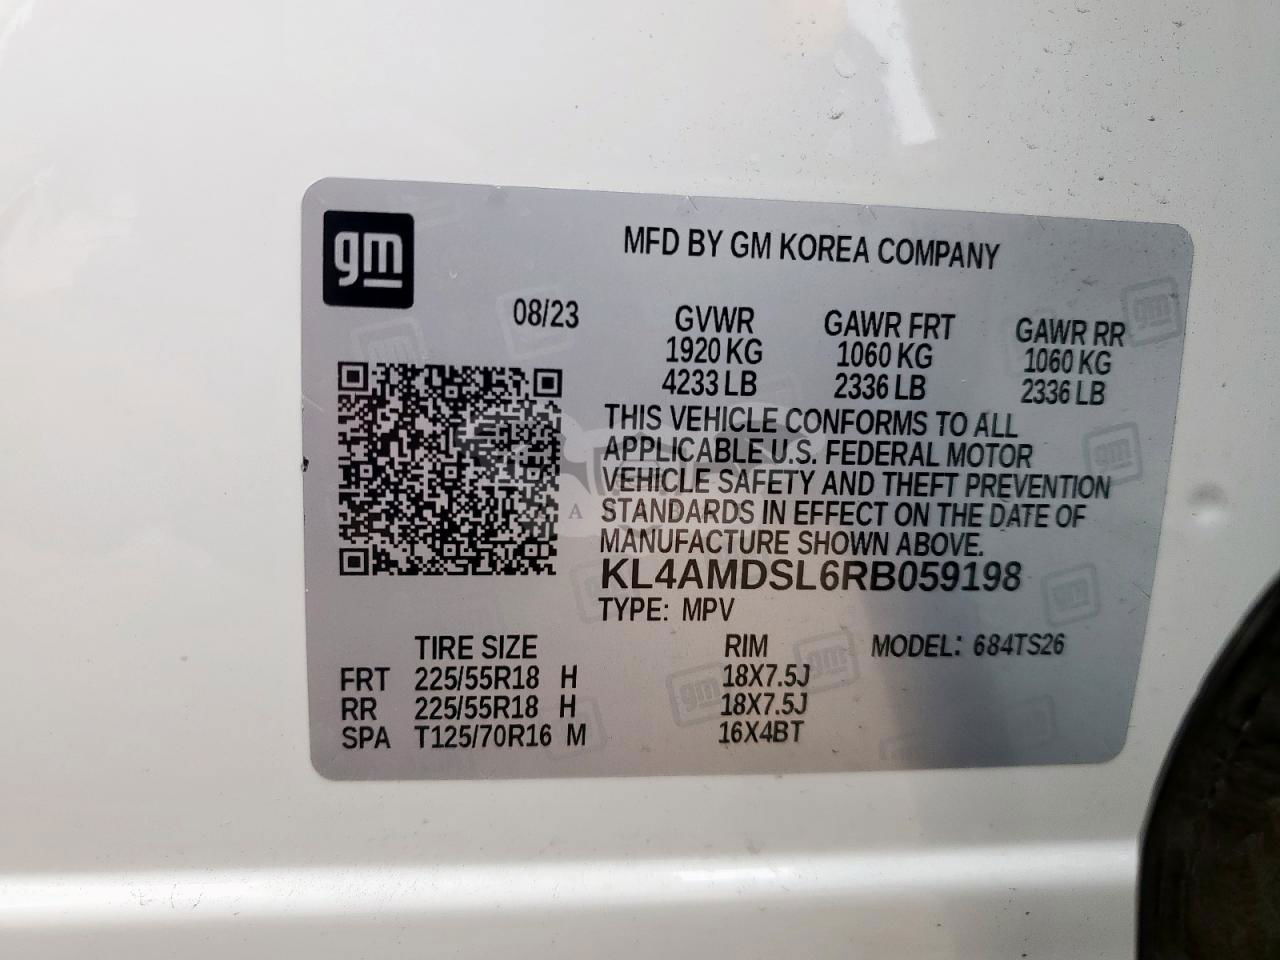 gm
MFD BY GM KOREA COMPANY
08/23
GVWR GAWR FRT GAWR RR
1920 KG 1060 KG 1060 KG
4233 LB 2336 LB 2336 LB
THIS VEHICLE CONFORMS TO ALL
APPLICABLE U.S. FEDERAL MOTOR
VEHICLE SAFETY AND THEFT PREVENTION
STANDARDS IN EFFECT ON THE DATE OF
MANUFACTURE SHOWN ABOVE.
KL4AMDSL6RB059198
TYPE: MPV
TIRE SIZE RIM MODEL: 684TS26
FRT 225/55R18 H 18X7.5J
RR 225/55R18 H 18X7.5J
SPA T125/70R16 M 16X4BT